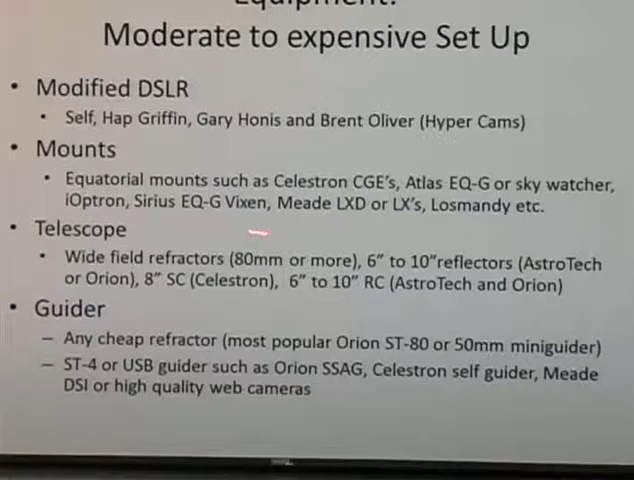 Equipment:
Moderate to expensive Set Up
• Modified DSLR
• Self, Hap Griffin, Gary Honis and Brent Oliver (Hyper Cams)
• Mounts
• Equatorial mounts such as Celestron CGE's, Atlas EQ-G or sky watcher,
iOptron, Sirius EQ-G Vixen, Meade LXD or LX's, Losmandy etc.
• Telescope
• Wide field refractors (80mm or more), 6" to 10"reflectors (AstroTech
or Orion), 8" SC (Celestron), 6" to 10" RC (AstroTech and Orion)
• Guider
– Any cheap refractor (most popular Orion ST-80 or 50mm miniguider)
– ST-4 or USB guider such as Orion SSAG, Celestron self guider, Meade
DSI or high quality web cameras